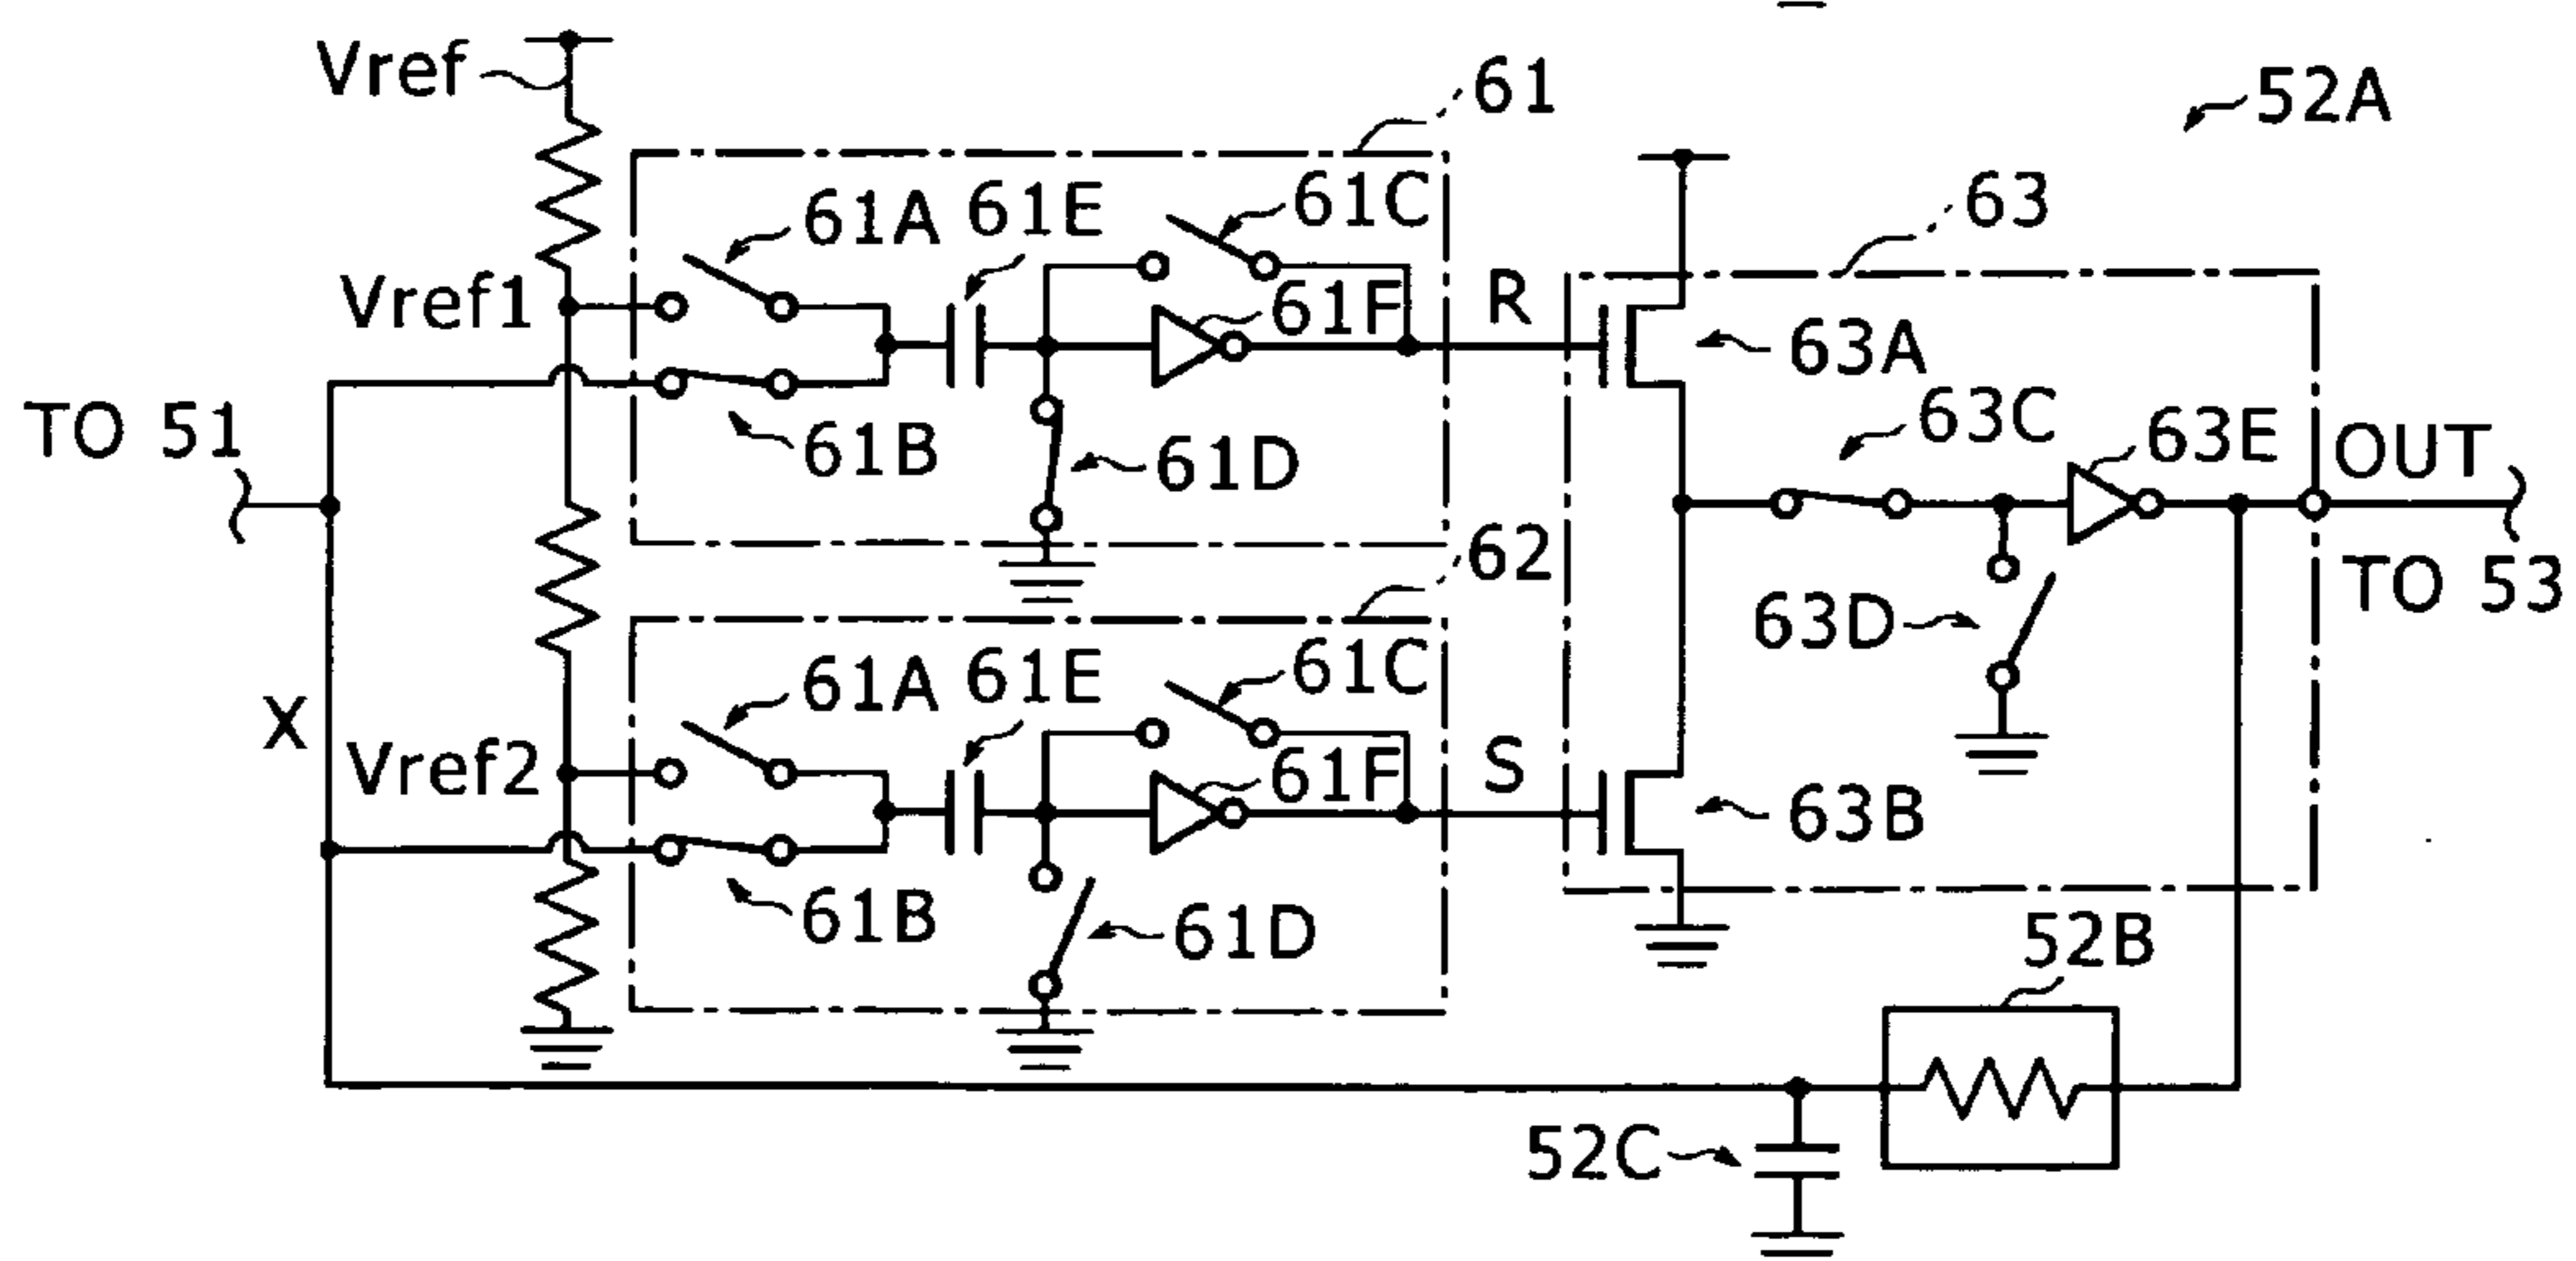 Vref
61
52A
61A
61E
61C
63
Vref1
61F
R
63A
TO 51
61B
61D
63C
63E
OUT
62
TO 53
63D
61A
61E
61C
X
Vref2
61F
S
63B
61B
61D
52B
52C